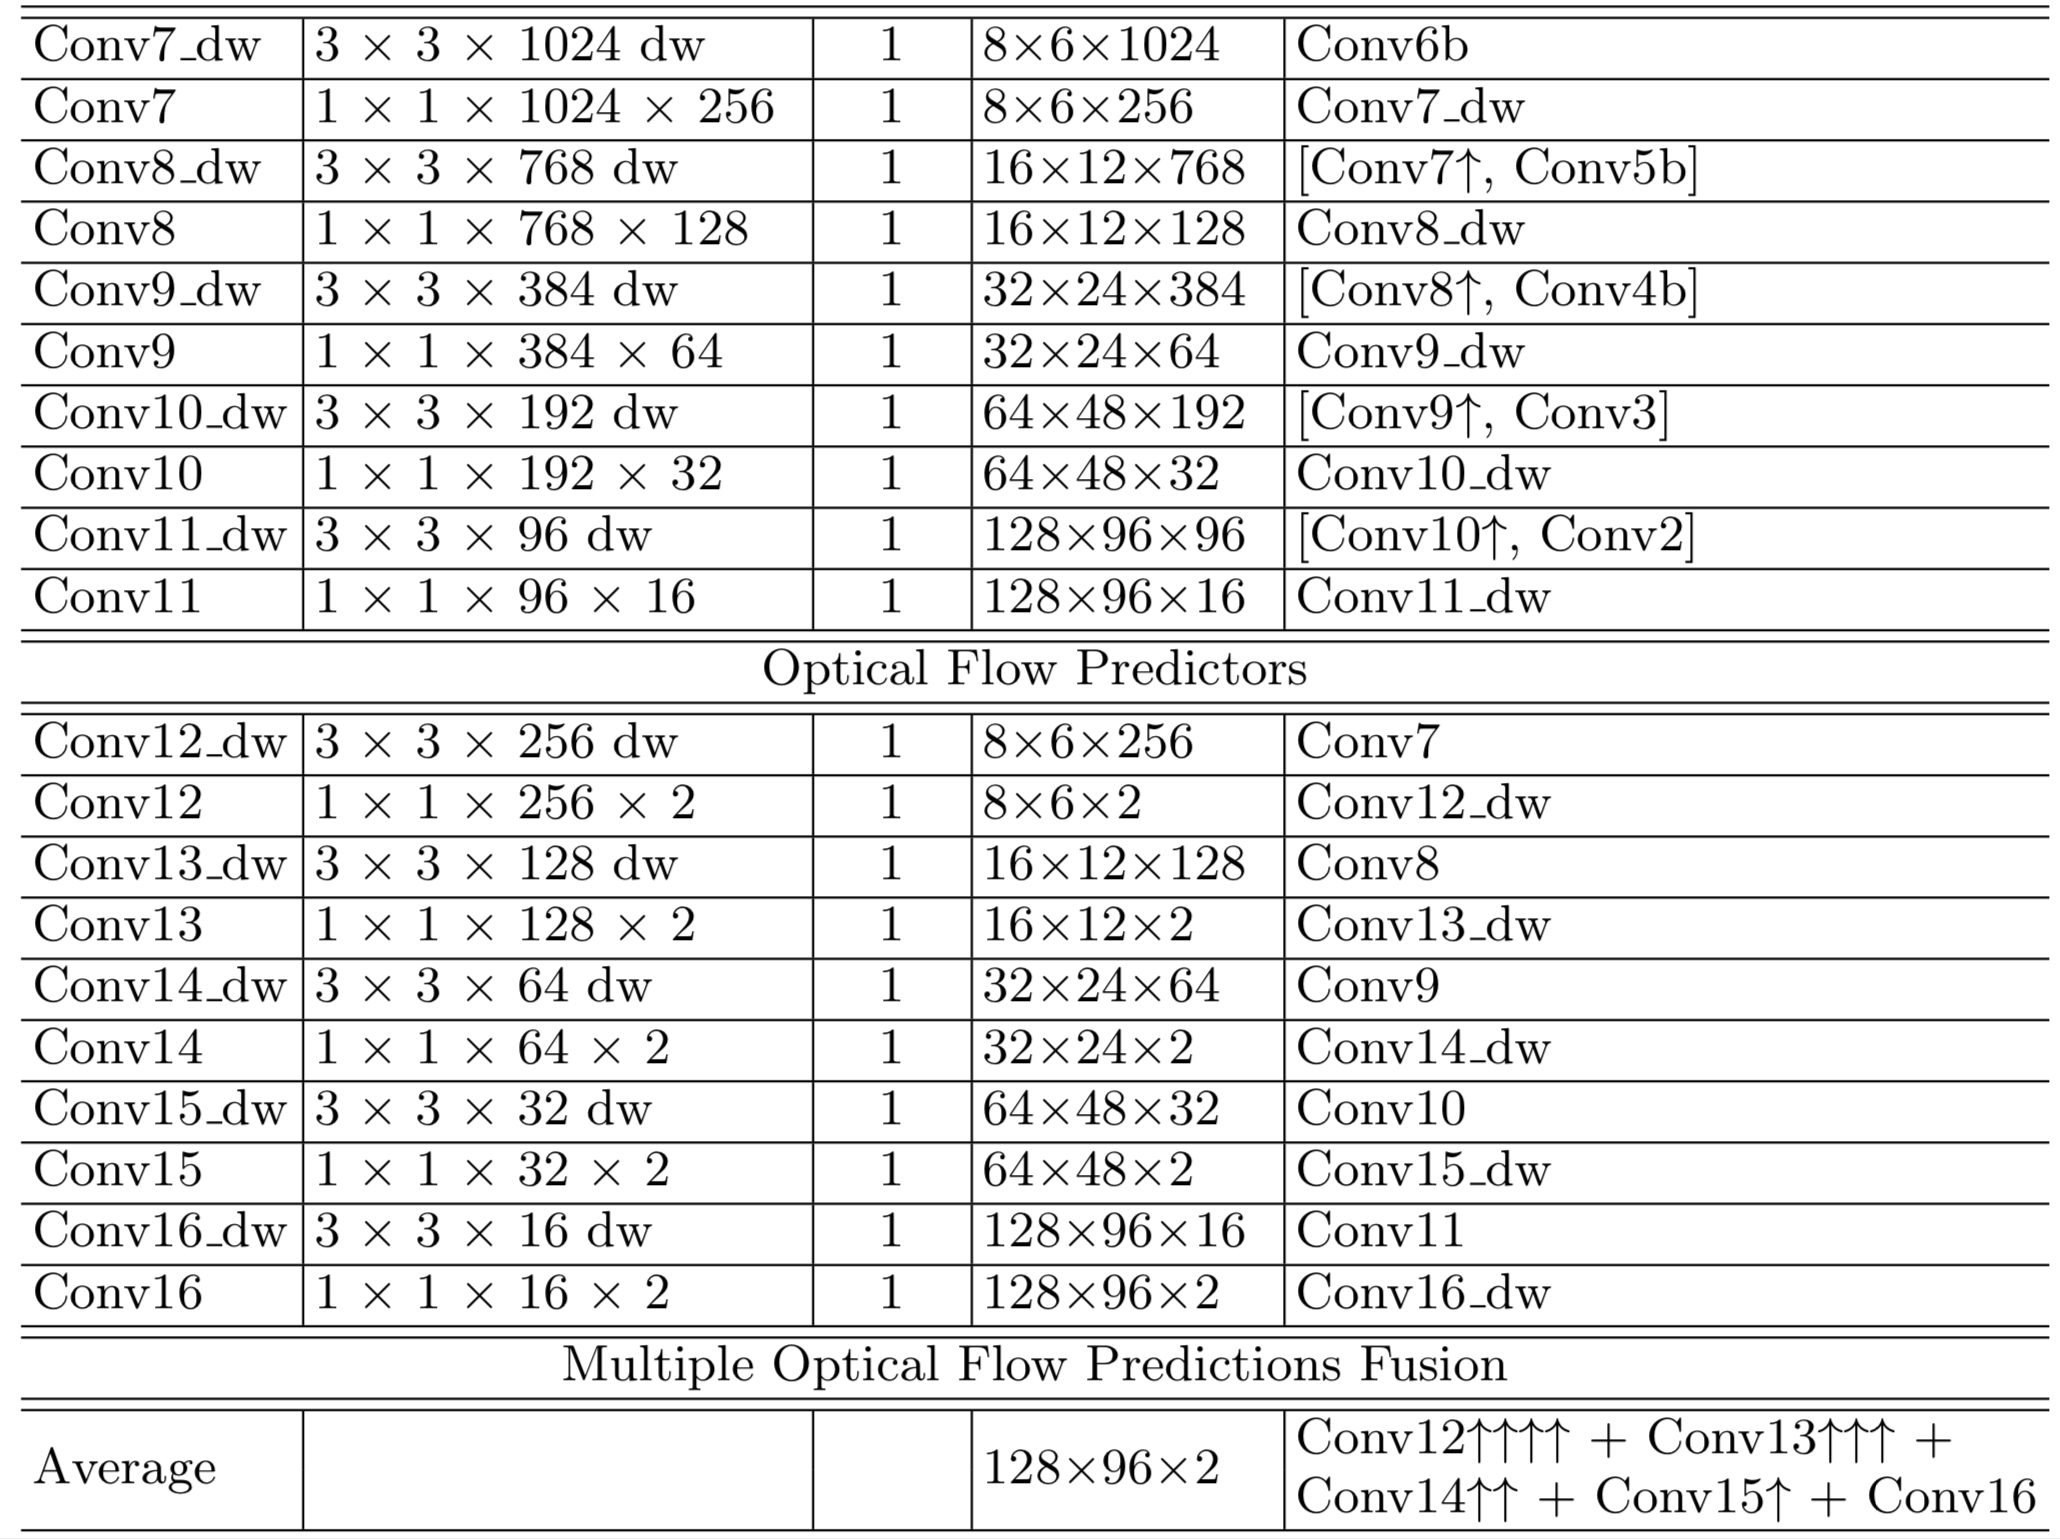 Conv7_dw 3 × 3 × 1024 dw 1 8×6×1024 Conv6b
Conv7 1 × 1 × 1024 × 256 1 8×6×256 Conv7_dw
Conv8_dw 3 × 3 × 768 dw 1 16×12×768 [Conv7↑, Conv5b]
Conv8 1 × 1 × 768 × 128 1 16×12×128 Conv8_dw
Conv9_dw 3 × 3 × 384 dw 1 32×24×384 [Conv8↑, Conv4b]
Conv9 1 × 1 × 384 × 64 1 32×24×64 Conv9_dw
Conv10_dw 3 × 3 × 192 dw 1 64×48×192 [Conv9↑, Conv3]
Conv10 1 × 1 × 192 × 32 1 64×48×32 Conv10_dw
Conv11_dw 3 × 3 × 96 dw 1 128×96×96 [Conv10↑, Conv2]
Conv11 1 × 1 × 96 × 16 1 128×96×16 Conv11_dw
Optical Flow Predictors
Conv12_dw 3 × 3 × 256 dw 1 8×6×256 Conv7
Conv12 1 × 1 × 256 × 2 1 8×6×2 Conv12_dw
Conv13_dw 3 × 3 × 128 dw 1 16×12×128 Conv8
Conv13 1 × 1 × 128 × 2 1 16×12×2 Conv13_dw
Conv14_dw 3 × 3 × 64 dw 1 32×24×64 Conv9
Conv14 1 × 1 × 64 × 2 1 32×24×2 Conv14_dw
Conv15_dw 3 × 3 × 32 dw 1 64×48×32 Conv10
Conv15 1 × 1 × 32 × 2 1 64×48×2 Conv15_dw
Conv16_dw 3 × 3 × 16 dw 1 128×96×16 Conv11
Conv16 1 × 1 × 16 × 2 1 128×96×2 Conv16_dw
Multiple Optical Flow Predictions Fusion
Average 128×96×2 Conv12↑↑↑↑ + Conv13↑↑↑ +
Conv14↑↑ + Conv15↑ + Conv16